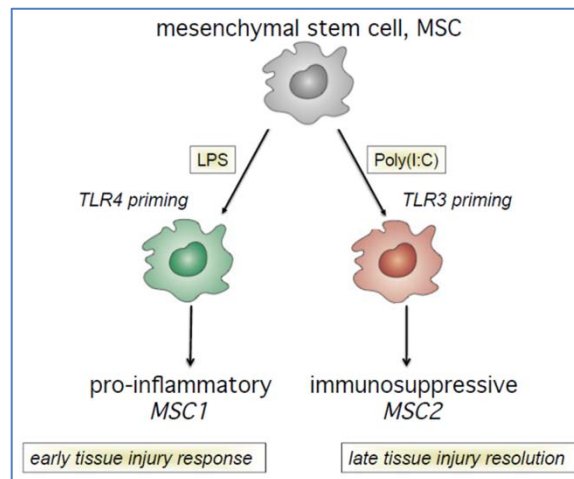 mesenchymal stem cell, MSC
LPS
Poly(I:C)
TLR4 priming
TLR3 priming
pro-inflammatory
MSC1
immunosuppressive
MSC2
early tissue injury response
late tissue injury resolution